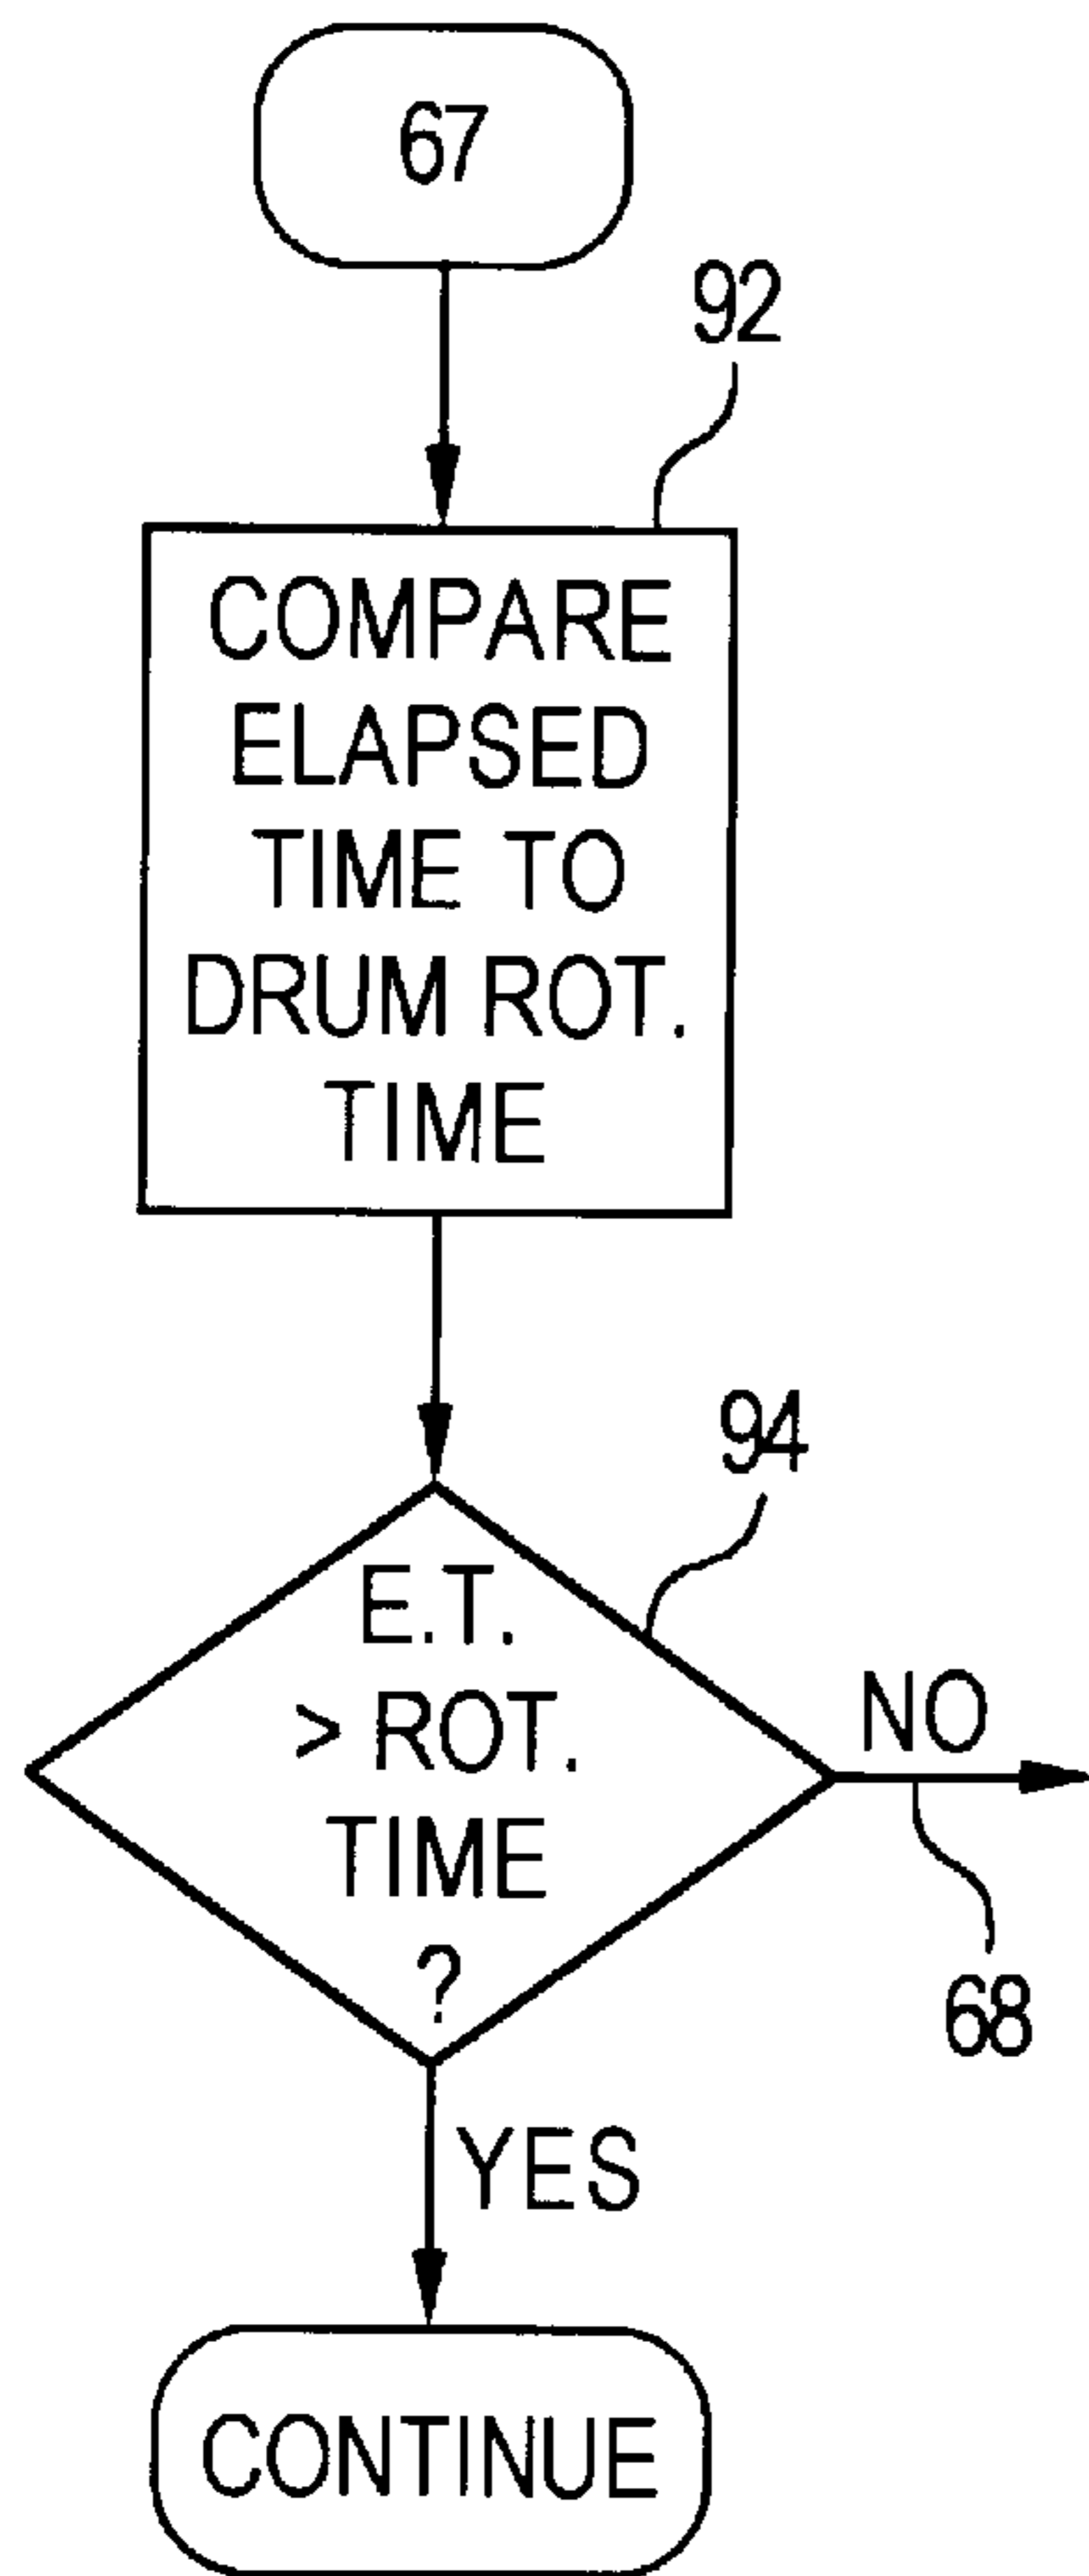 67
92
COMPARE
ELAPSED
TIME TO
DRUM ROT.
TIME
94
E.T.
> ROT.
TIME
?
NO
68
YES
CONTINUE